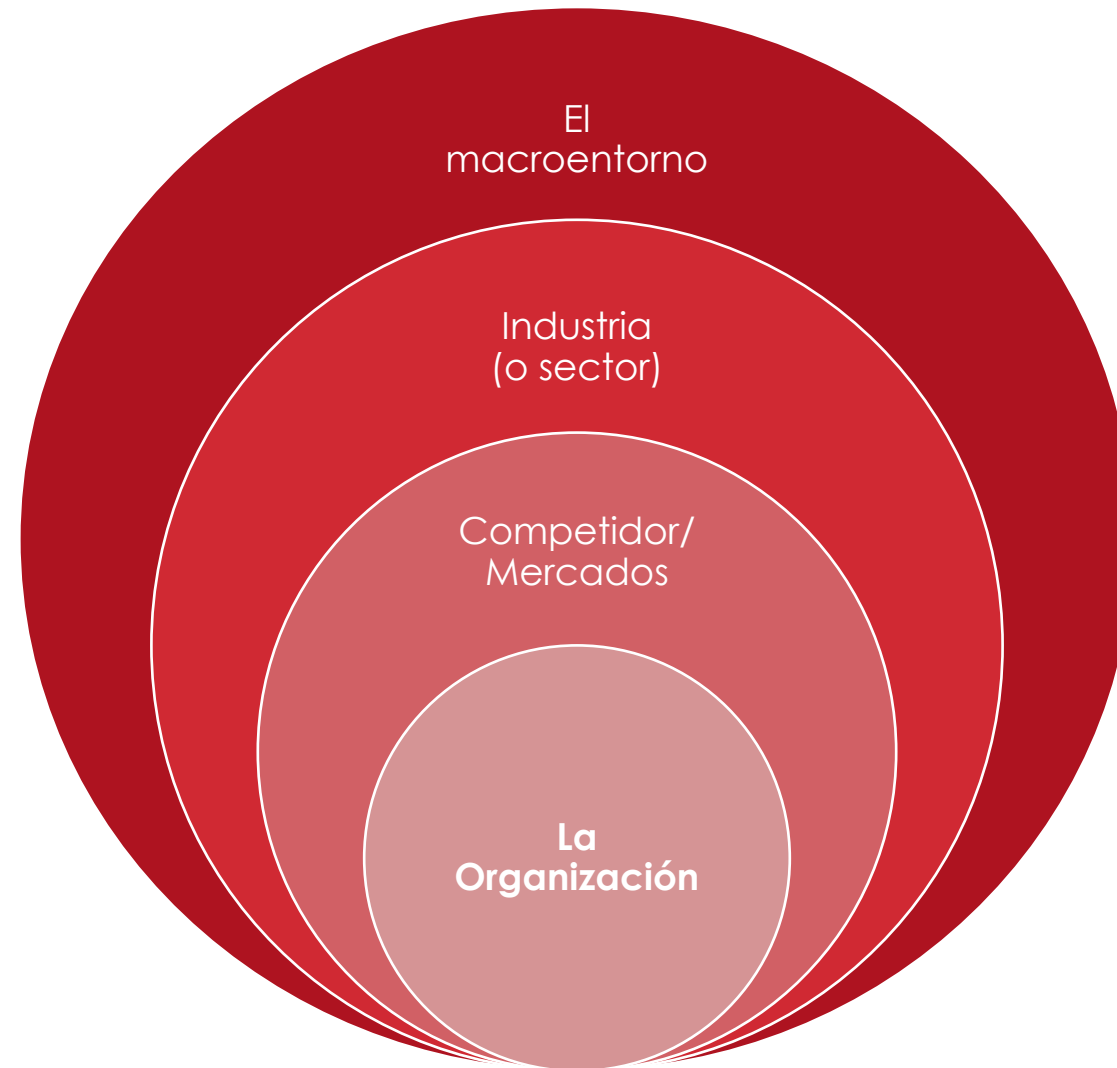 El
macroentorno
Industria
(o sector)
Competidor/
Mercados
La
Organización